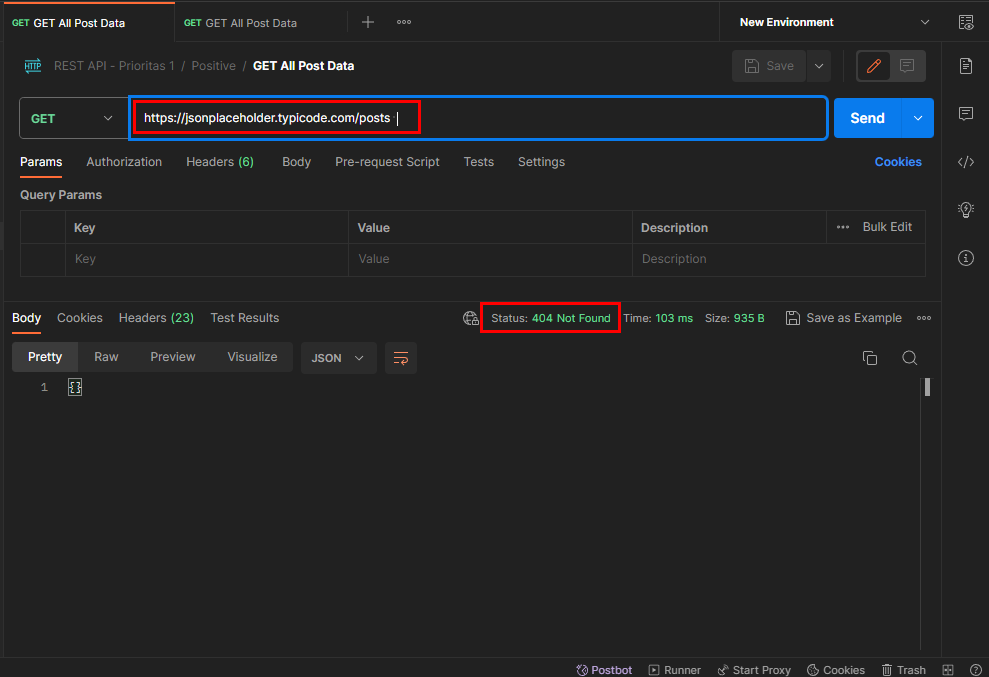 GET GET All Post Data GET GET All Post Data New Environment
HTTP REST API - Prioritas 1 / Positive / GET All Post Data Save
GET https://jsonplaceholder.typicode.com/posts Send
Params Authorization Headers (6) Body Pre-request Script Tests Settings Cookies
Query Params
Key Value Description Bulk Edit
Key Value Description
Body Cookies Headers (23) Test Results Status: 404 Not Found Time: 103 ms Size: 935 B Save as Example
Pretty Raw Preview Visualize JSON
1 {}
Postbot Runner Start Proxy Cookies Trash